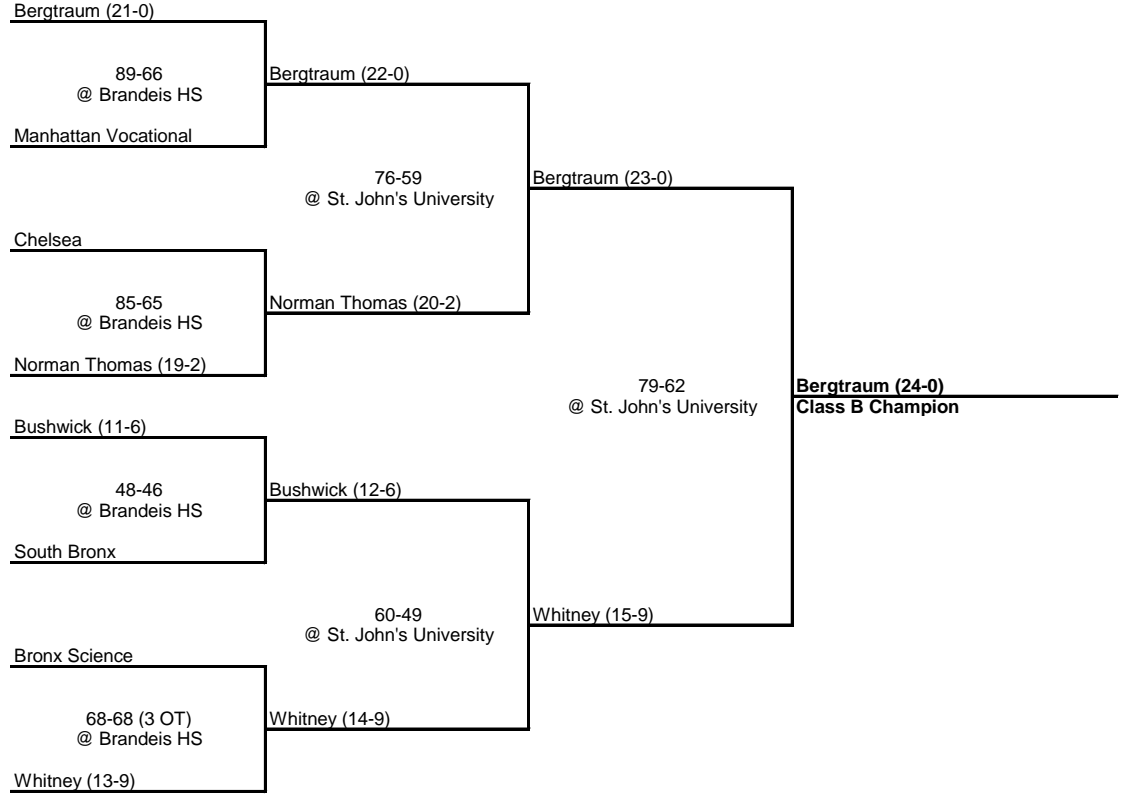 Bergtraum (21-0)
89-66
@ Brandeis HS
Manhattan Vocational
Bergtraum (22-0)
76-59
@ St. John's University
Chelsea
85-65
@ Brandeis HS
Norman Thomas (19-2)
Norman Thomas (20-2)
Bergtraum (23-0)
79-62
@ St. John's University
Bushwick (11-6)
48-46
@ Brandeis HS
South Bronx
Bushwick (12-6)
60-49
@ St. John's University
Bronx Science
68-68 (3 OT)
@ Brandeis HS
Whitney (13-9)
Whitney (14-9)
Whitney (15-9)
Bergtraum (24-0)
Class B Champion